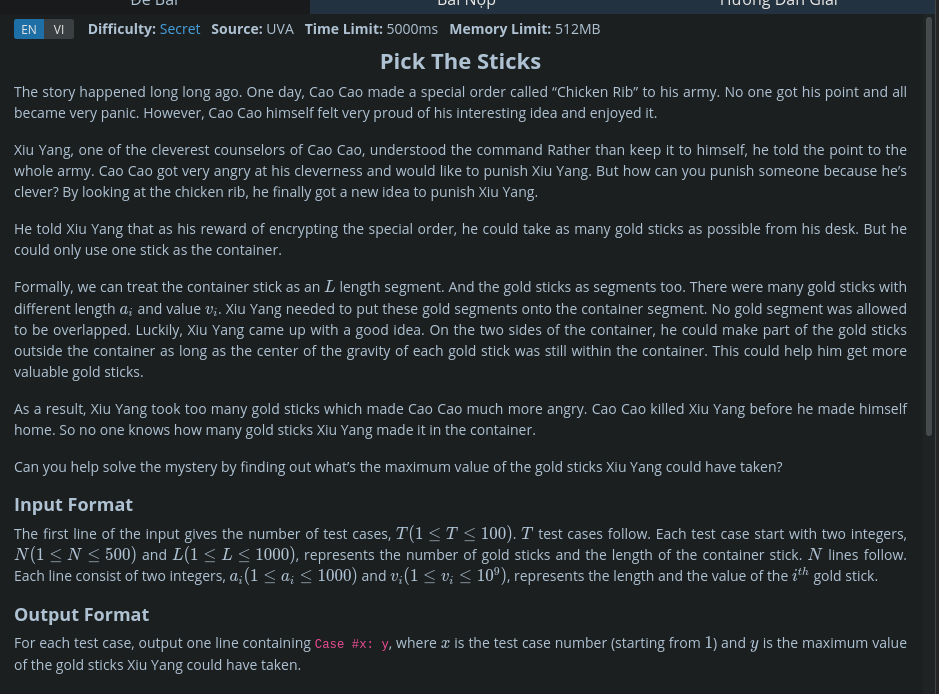 Đề Bài Bài Nộp Hướng Dẫn Giải
EN VI Difficulty: Secret Source: UVA Time Limit: 5000ms Memory Limit: 512MB
Pick The Sticks
The story happened long long ago. One day, Cao Cao made a special order called “Chicken Rib” to his army. No one got his point and all
became very panic. However, Cao Cao himself felt very proud of his interesting idea and enjoyed it.
Xiu Yang, one of the cleverest counselors of Cao Cao, understood the command Rather than keep it to himself, he told the point to the
whole army. Cao Cao got very angry at his cleverness and would like to punish Xiu Yang. But how can you punish someone because he’s
clever? By looking at the chicken rib, he finally got a new idea to punish Xiu Yang.
He told Xiu Yang that as his reward of encrypting the special order, he could take as many gold sticks as possible from his desk. But he
could only use one stick as the container.
Formally, we can treat the container stick as an L length segment. And the gold sticks as segments too. There were many gold sticks with
different length a_i and value v_i. Xiu Yang needed to put these gold segments onto the container segment. No gold segment was allowed
to be overlapped. Luckily, Xiu Yang came up with a good idea. On the two sides of the container, he could make part of the gold sticks
outside the container as long as the center of the gravity of each gold stick was still within the container. This could help him get more
valuable gold sticks.
As a result, Xiu Yang took too many gold sticks which made Cao Cao much more angry. Cao Cao killed Xiu Yang before he made himself
home. So no one knows how many gold sticks Xiu Yang made it in the container.
Can you help solve the mystery by finding out what’s the maximum value of the gold sticks Xiu Yang could have taken?
Input Format
The first line of the input gives the number of test cases, T(1 ≤ T ≤ 100). T test cases follow. Each test case start with two integers,
N(1 ≤ N ≤ 500) and L(1 ≤ L ≤ 1000), represents the number of gold sticks and the length of the container stick. N lines follow.
Each line consist of two integers, a_i(1 ≤ a_i ≤ 1000) and v_i(1 ≤ v_i ≤ 10^9), represents the length and the value of the i^th gold stick.
Output Format
For each test case, output one line containing Case #x: y, where x is the test case number (starting from 1) and y is the maximum value
of the gold sticks Xiu Yang could have taken.